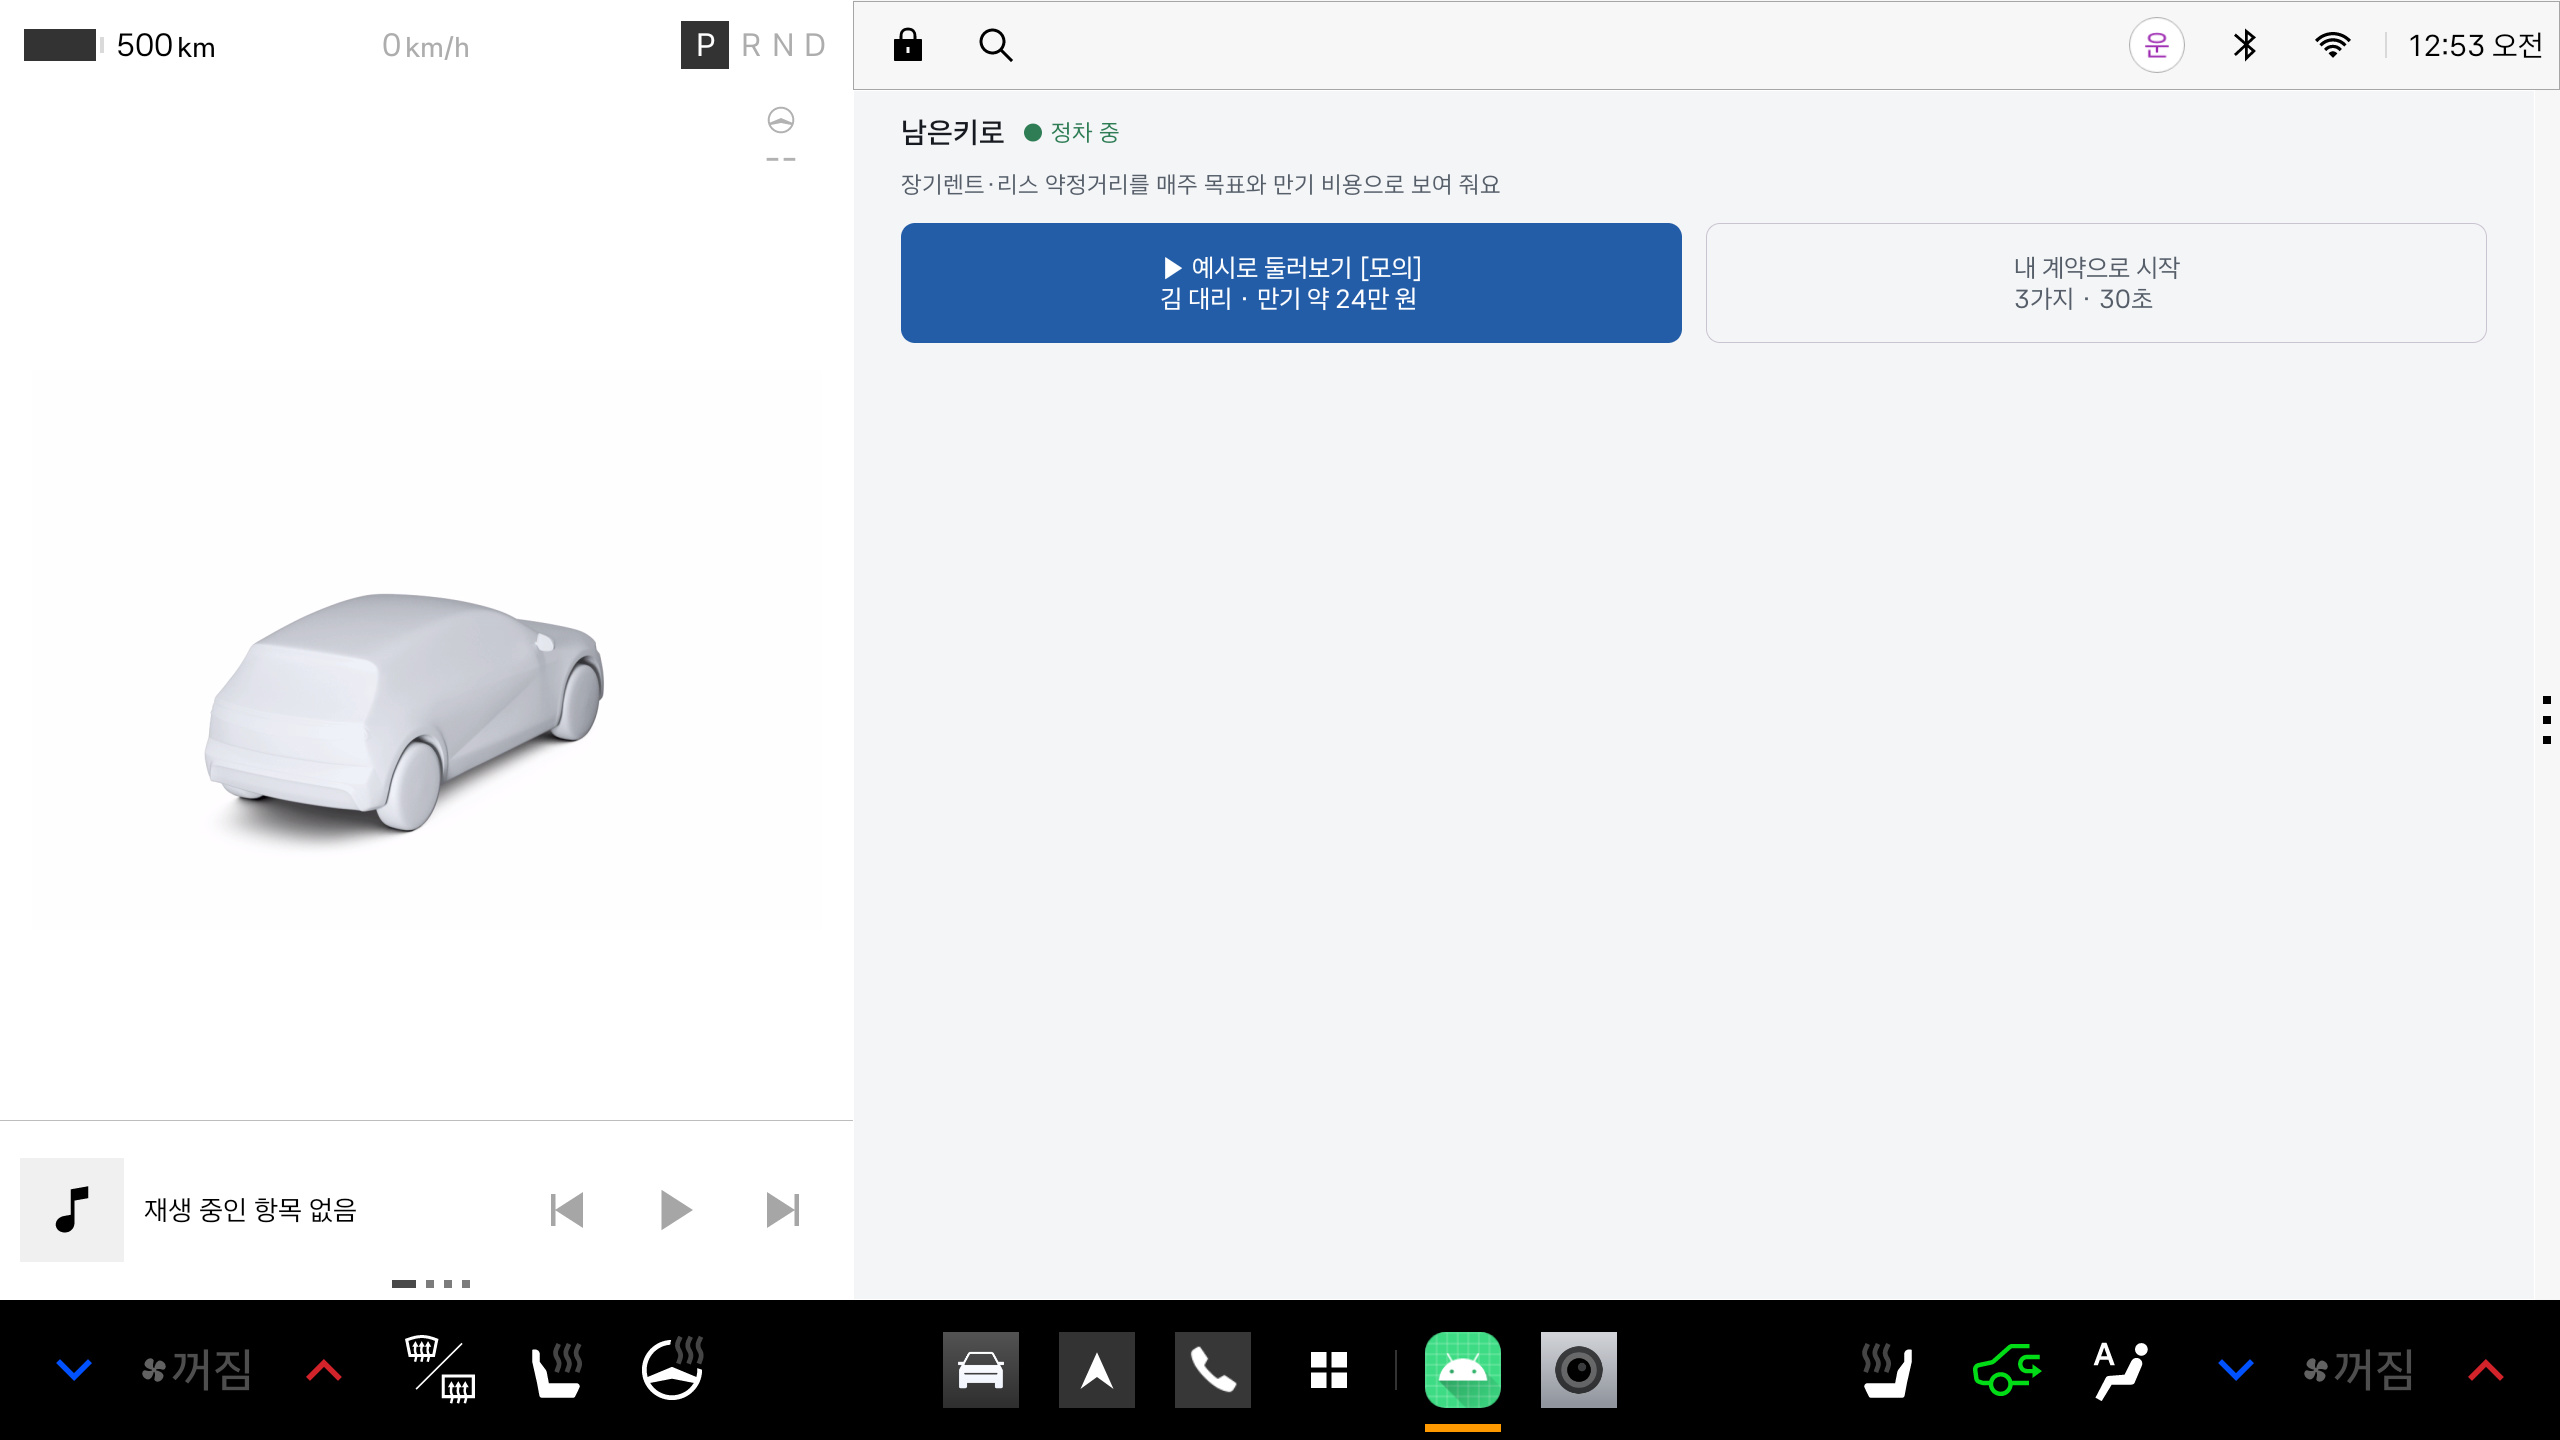 500 km
0 km/h
P R N D
운
12:53 오전
--
남은키로
정차 중
장기렌트·리스 약정거리를 매주 목표와 만기 비용으로 보여 줘요
▶ 예시로 둘러보기 [모의]
김 대리 · 만기 약 24만 원
내 계약으로 시작
3가지 · 30초
재생 중인 항목 없음
꺼짐
A
꺼짐